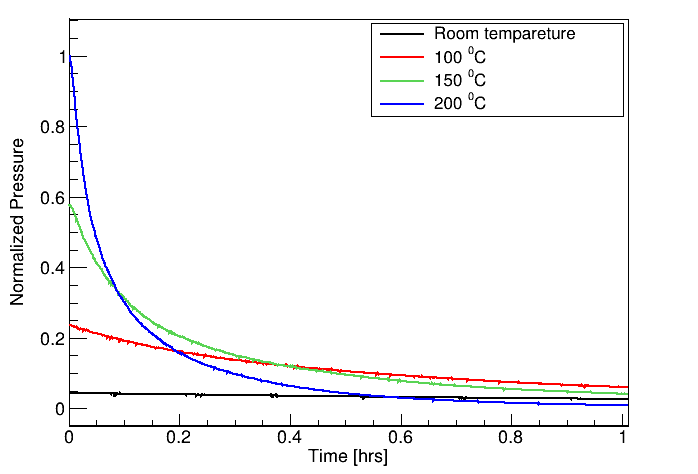 Room tempareture
100 ⁰C
150 ⁰C
200 ⁰C
Normalized Pressure
1
0.8
0.6
0.4
0.2
0
0 0.2 0.4 0.6 0.8 1
Time [hrs]